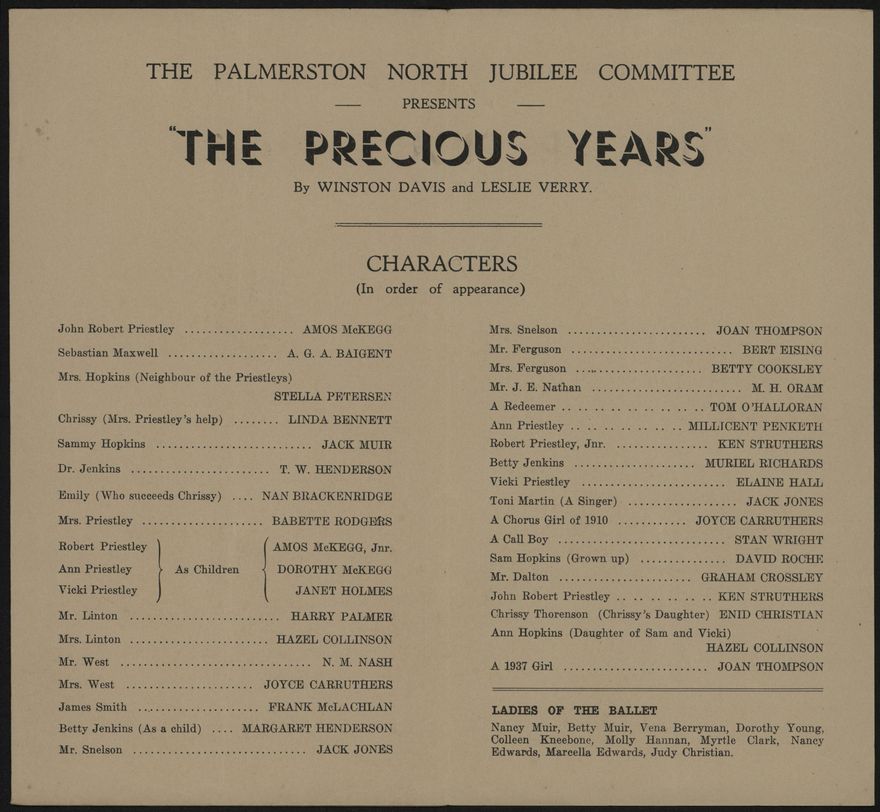 THE PALMERSTON NORTH JUBILEE COMMITTEE
— PRESENTS —
"THE PRECIOUS YEARS"
By WINSTON DAVIS and LESLIE VERRY.
CHARACTERS
(In order of appearance)
John Robert Priestley ................... AMOS McKEGG
Sebastian Maxwell ................... A. G. A. BAIGENT
Mrs. Hopkins (Neighbour of the Priestleys)
STELLA PETERSEN
Chrissy (Mrs. Priestley's help) ........ LINDA BENNETT
Sammy Hopkins ........................... JACK MUIR
Dr. Jenkins ........................ T. W. HENDERSON
Emily (Who succeeds Chrissy) .... NAN BRACKENRIDGE
Mrs. Priestley ..................... BABETTE RODGERS
Robert Priestley AMOS McKEGG, Jnr.
Ann Priestley As Children DOROTHY McKEGG
Vicki Priestley JANET HOLMES
Mr. Linton .......................... HARRY PALMER
Mrs. Linton ........................ HAZEL COLLINSON
Mr. West ................................. N. M. NASH
Mrs. West ...................... JOYCE CARRUTHERS
James Smith ..................... FRANK McLACHLAN
Betty Jenkins (As a child) .... MARGARET HENDERSON
Mr. Snelson .............................. JACK JONES
Mrs. Snelson ........................ JOAN THOMPSON
Mr. Ferguson ............................ BERT EISING
Mrs. Ferguson ...................... BETTY COOKSLEY
Mr. J. E. Nathan .......................... M. H. ORAM
A Redeemer ............... TOM O'HALLORAN
Ann Priestley ............ MILLICENT PENKETH
Robert Priestley, Jnr. ................ KEN STRUTHERS
Betty Jenkins ..................... MURIEL RICHARDS
Vicki Priestley ......................... ELAINE HALL
Toni Martin (A Singer) ................... JACK JONES
A Chorus Girl of 1910 ............ JOYCE CARRUTHERS
A Call Boy ............................. STAN WRIGHT
Sam Hopkins (Grown up) ............... DAVID ROCHE
Mr. Dalton ....................... GRAHAM CROSSLEY
John Robert Priestley .......... KEN STRUTHERS
Chrissy Thorenson (Chrissy's Daughter) ENID CHRISTIAN
Ann Hopkins (Daughter of Sam and Vicki)
HAZEL COLLINSON
A 1937 Girl ......................... JOAN THOMPSON
LADIES OF THE BALLET
Nancy Muir, Betty Muir, Vena Berryman, Dorothy Young,
Colleen Kneebone, Molly Hannan, Myrtle Clark, Nancy
Edwards, Marcella Edwards, Judy Christian.